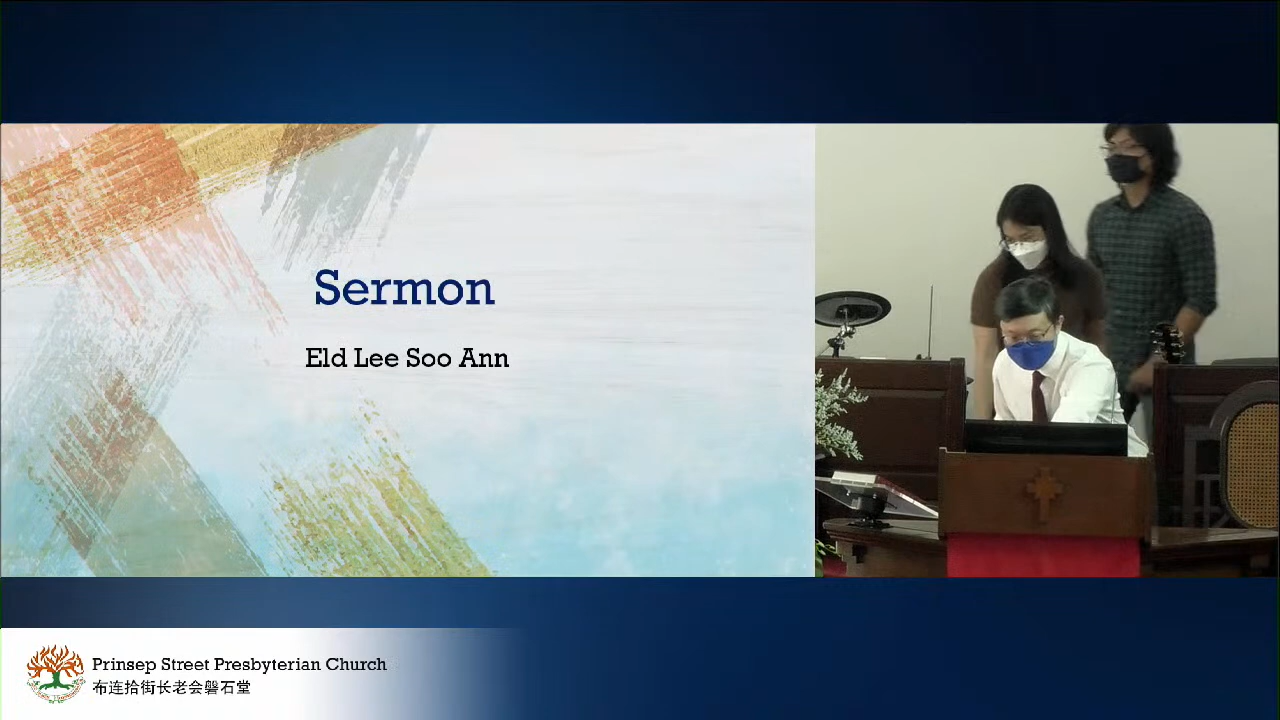 Sermon
Eld Lee Soo Ann
Prinsep Street Presbyterian Church
布连拾街长老会磐石堂